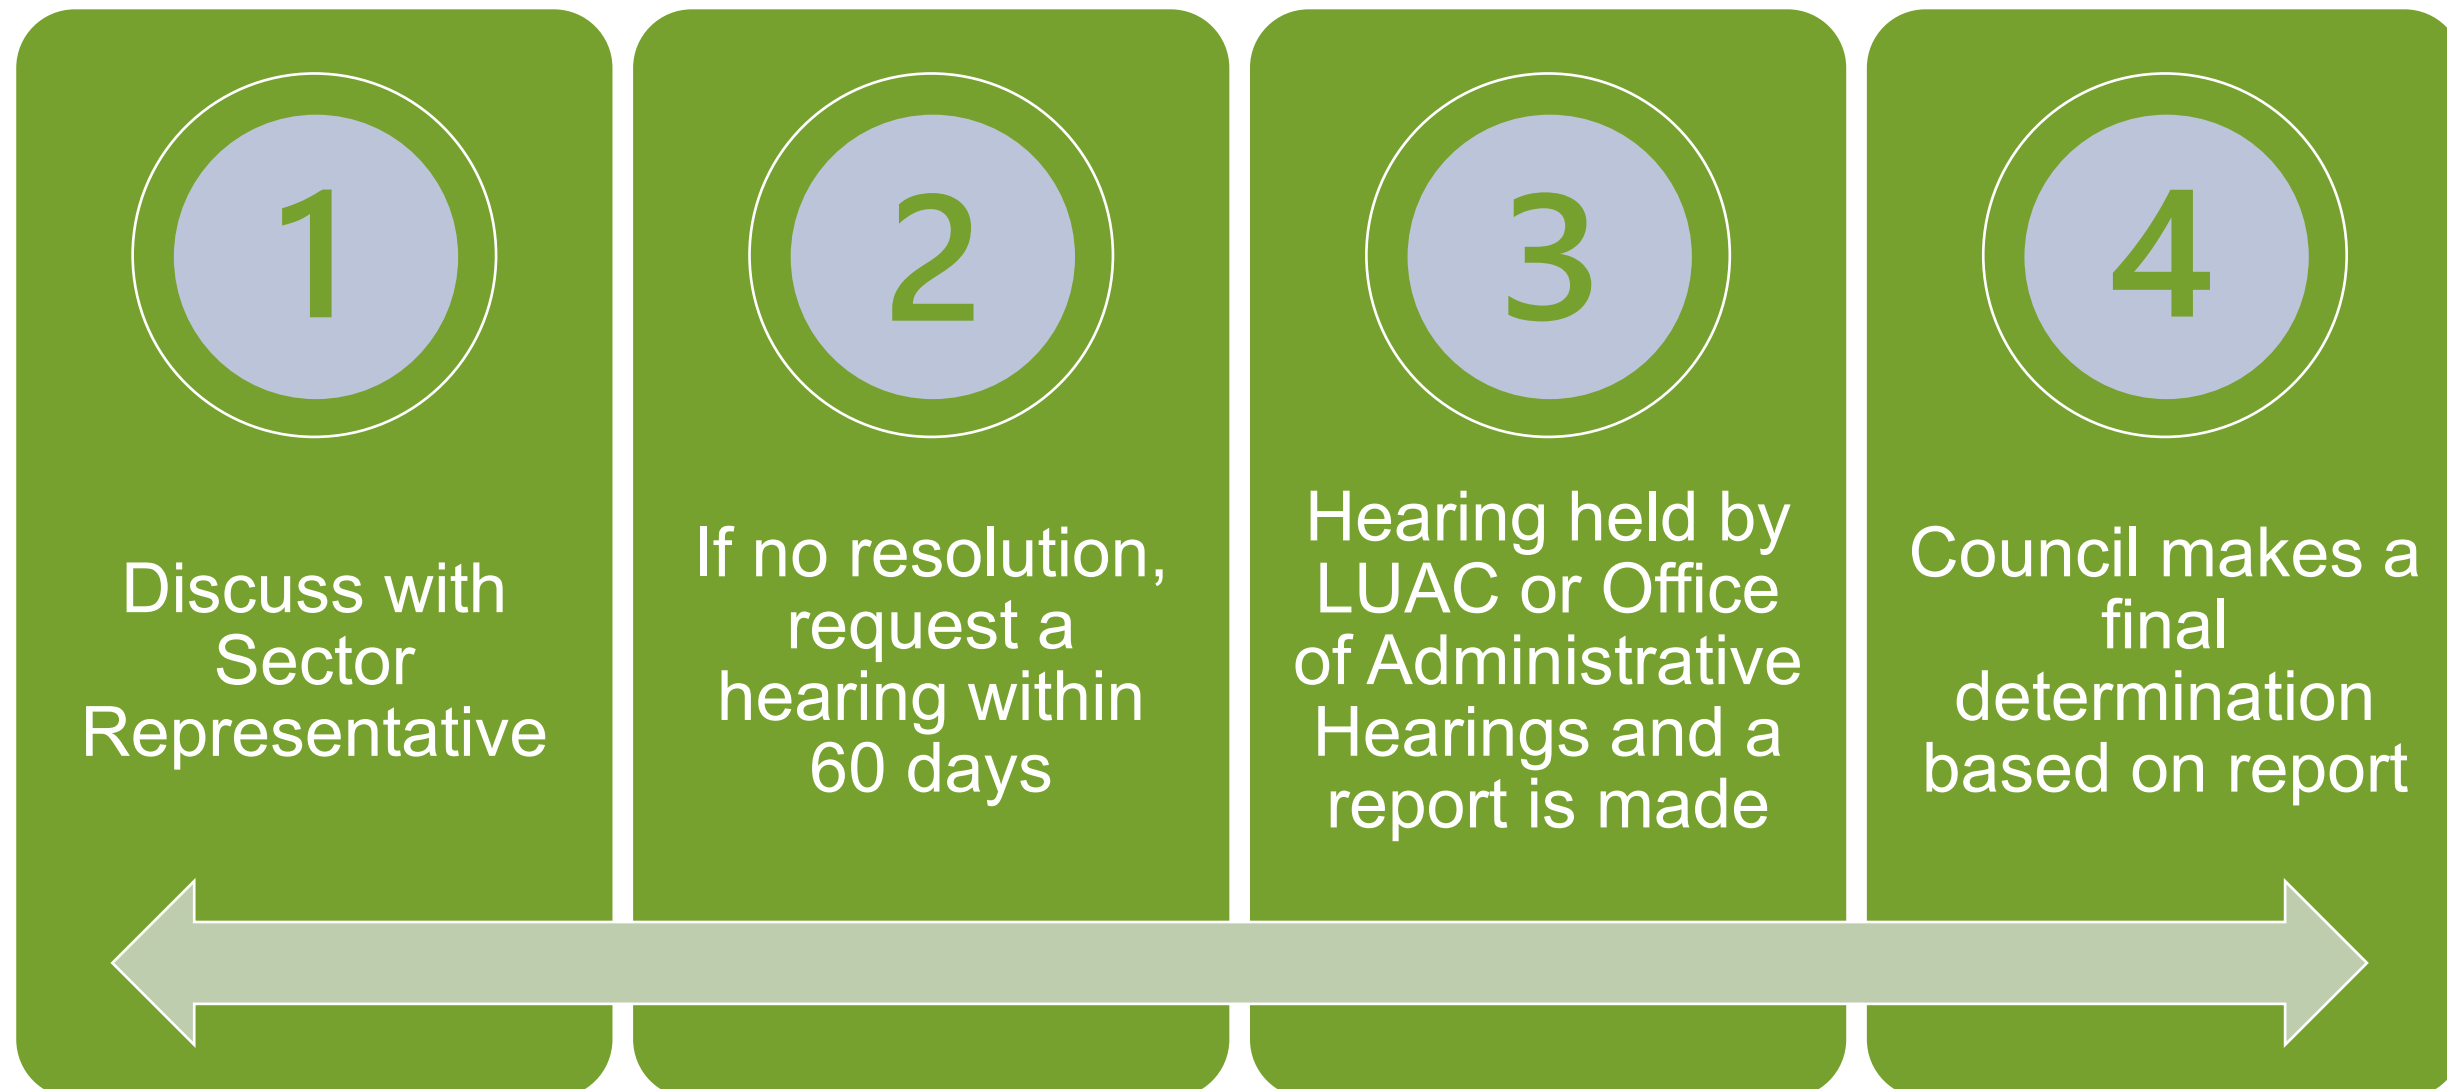 1
Discuss with
Sector
Representative
2
If no resolution,
request a
hearing within
60 days
3
Hearing held by
LUAC or Office
of Administrative
Hearings and a
report is made
4
Council makes a
final
determination
based on report